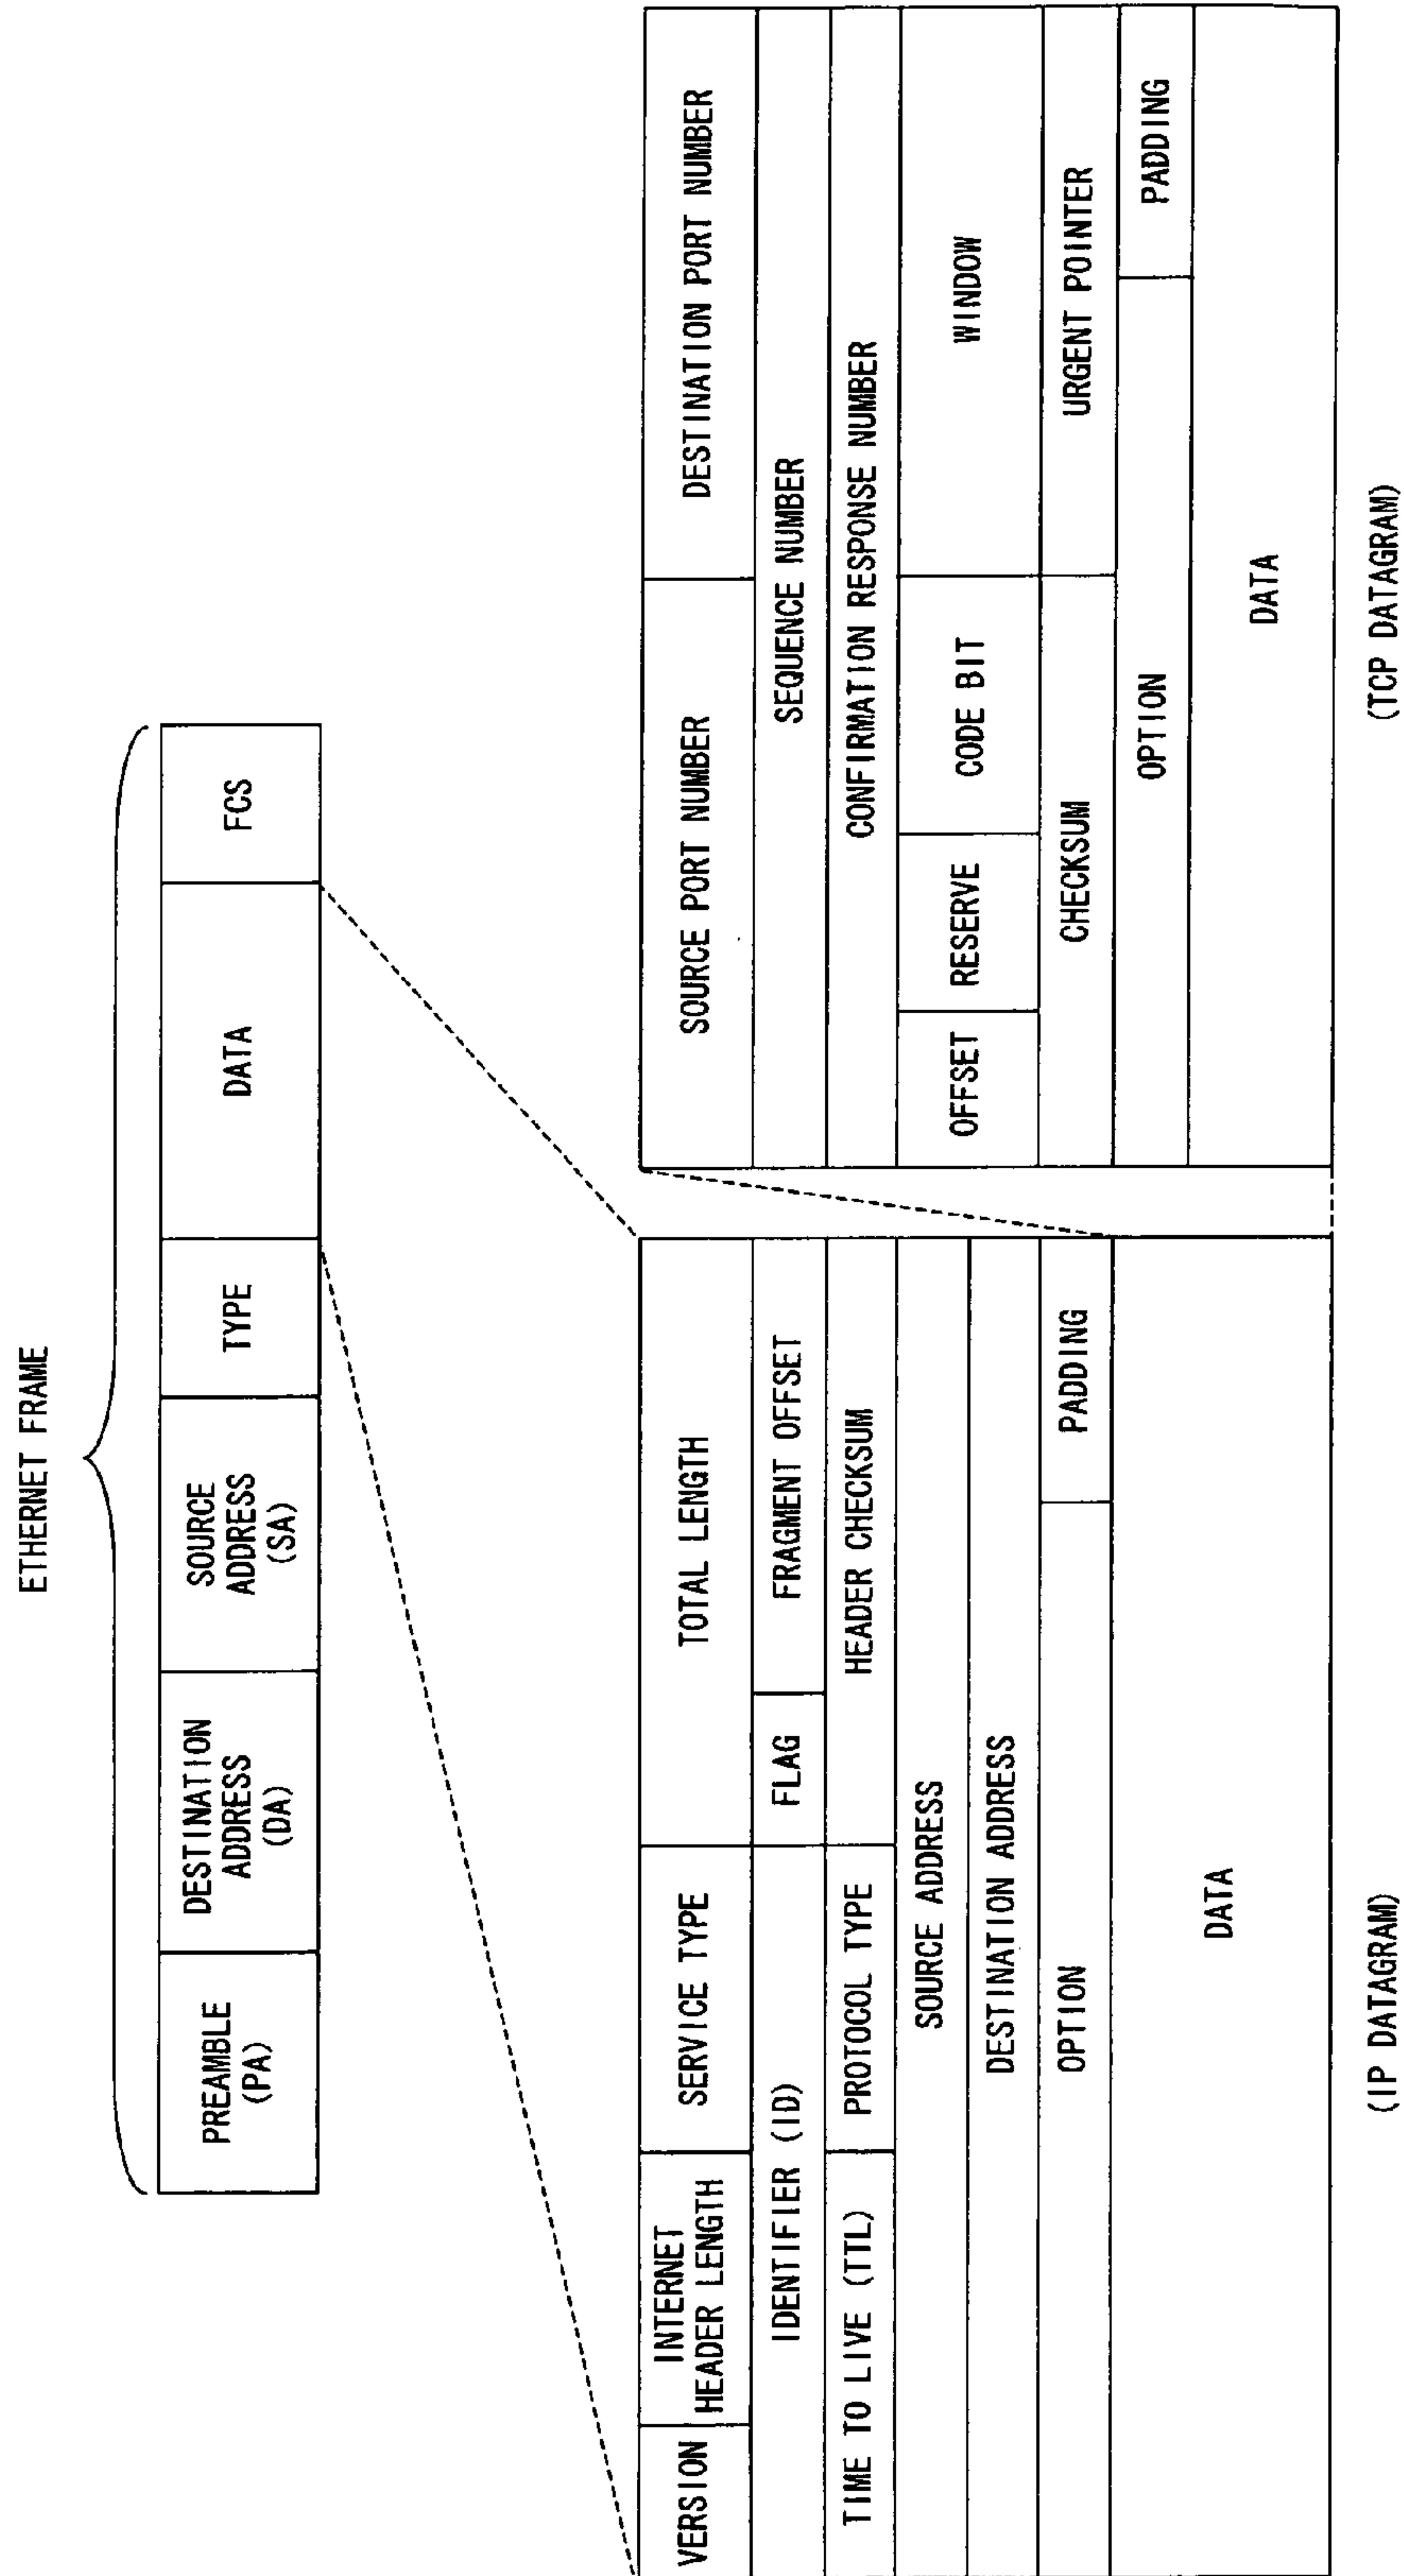 ETHERNET FRAME
PREAMBLE
(PA)
DESTINATION
ADDRESS
(DA)
SOURCE
ADDRESS
(SA)
TYPE
DATA
FCS
VERSION
INTERNET
HEADER LENGTH
SERVICE TYPE
TOTAL LENGTH
IDENTIFIER (ID)
FLAG
FRAGMENT OFFSET
TIME TO LIVE (TTL)
PROTOCOL TYPE
HEADER CHECKSUM
SOURCE ADDRESS
DESTINATION ADDRESS
OPTION
PADDING
DATA
(IP DATAGRAM)
SOURCE PORT NUMBER
DESTINATION PORT NUMBER
SEQUENCE NUMBER
CONFIRMATION RESPONSE NUMBER
OFFSET
RESERVE
CODE BIT
WINDOW
CHECKSUM
URGENT POINTER
OPTION
PADDING
DATA
(TCP DATAGRAM)